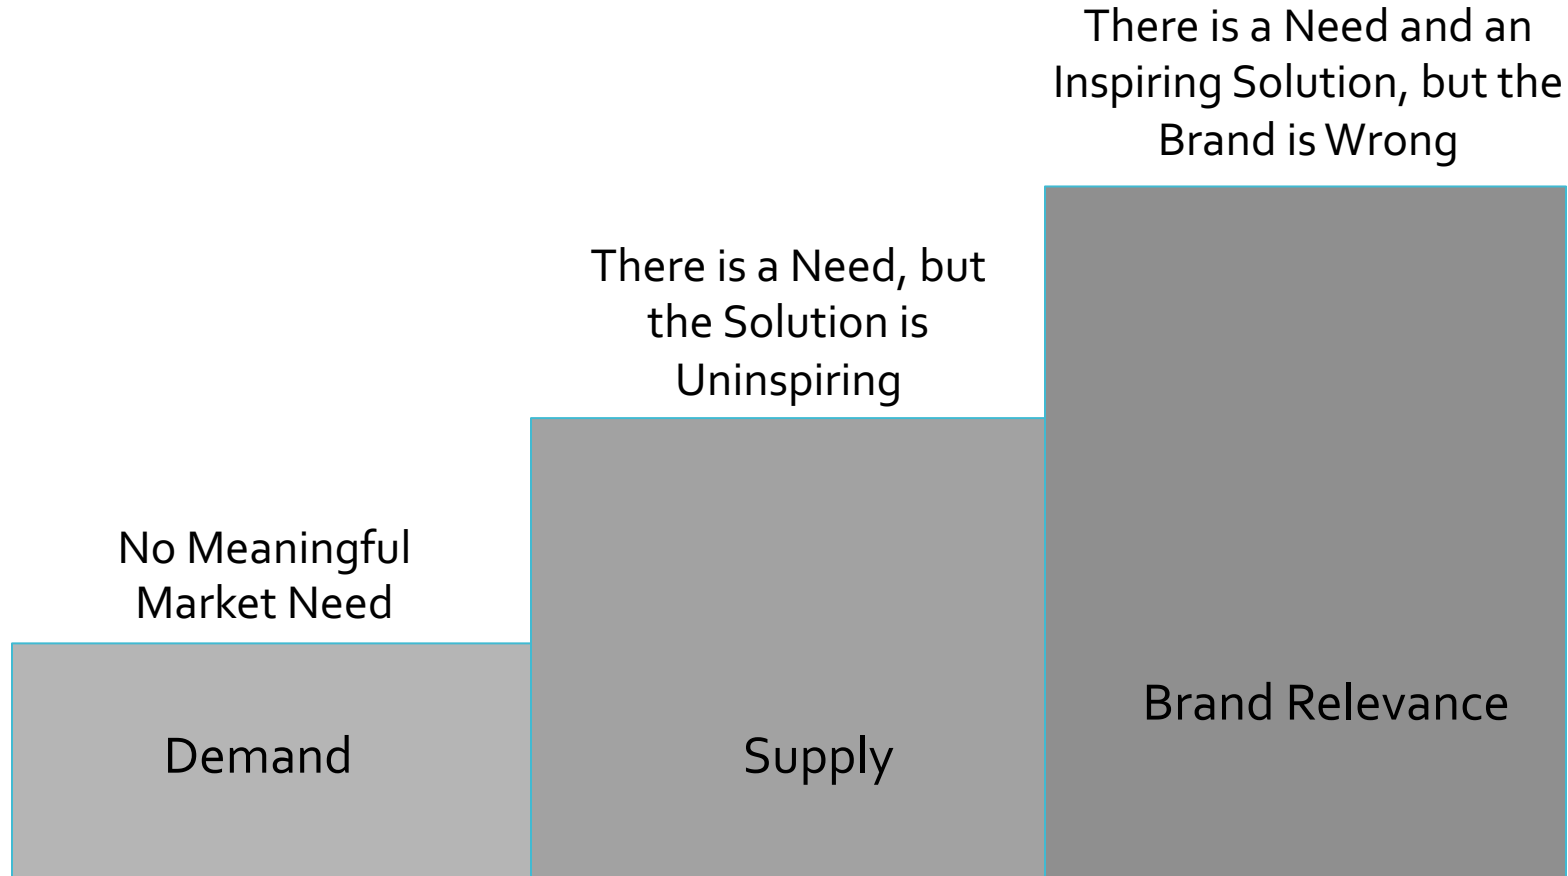 There is a Need and an
Inspiring Solution, but the
Brand is Wrong
There is a Need, but
the Solution is
Uninspiring
No Meaningful
Market Need
Demand
Supply
Brand Relevance